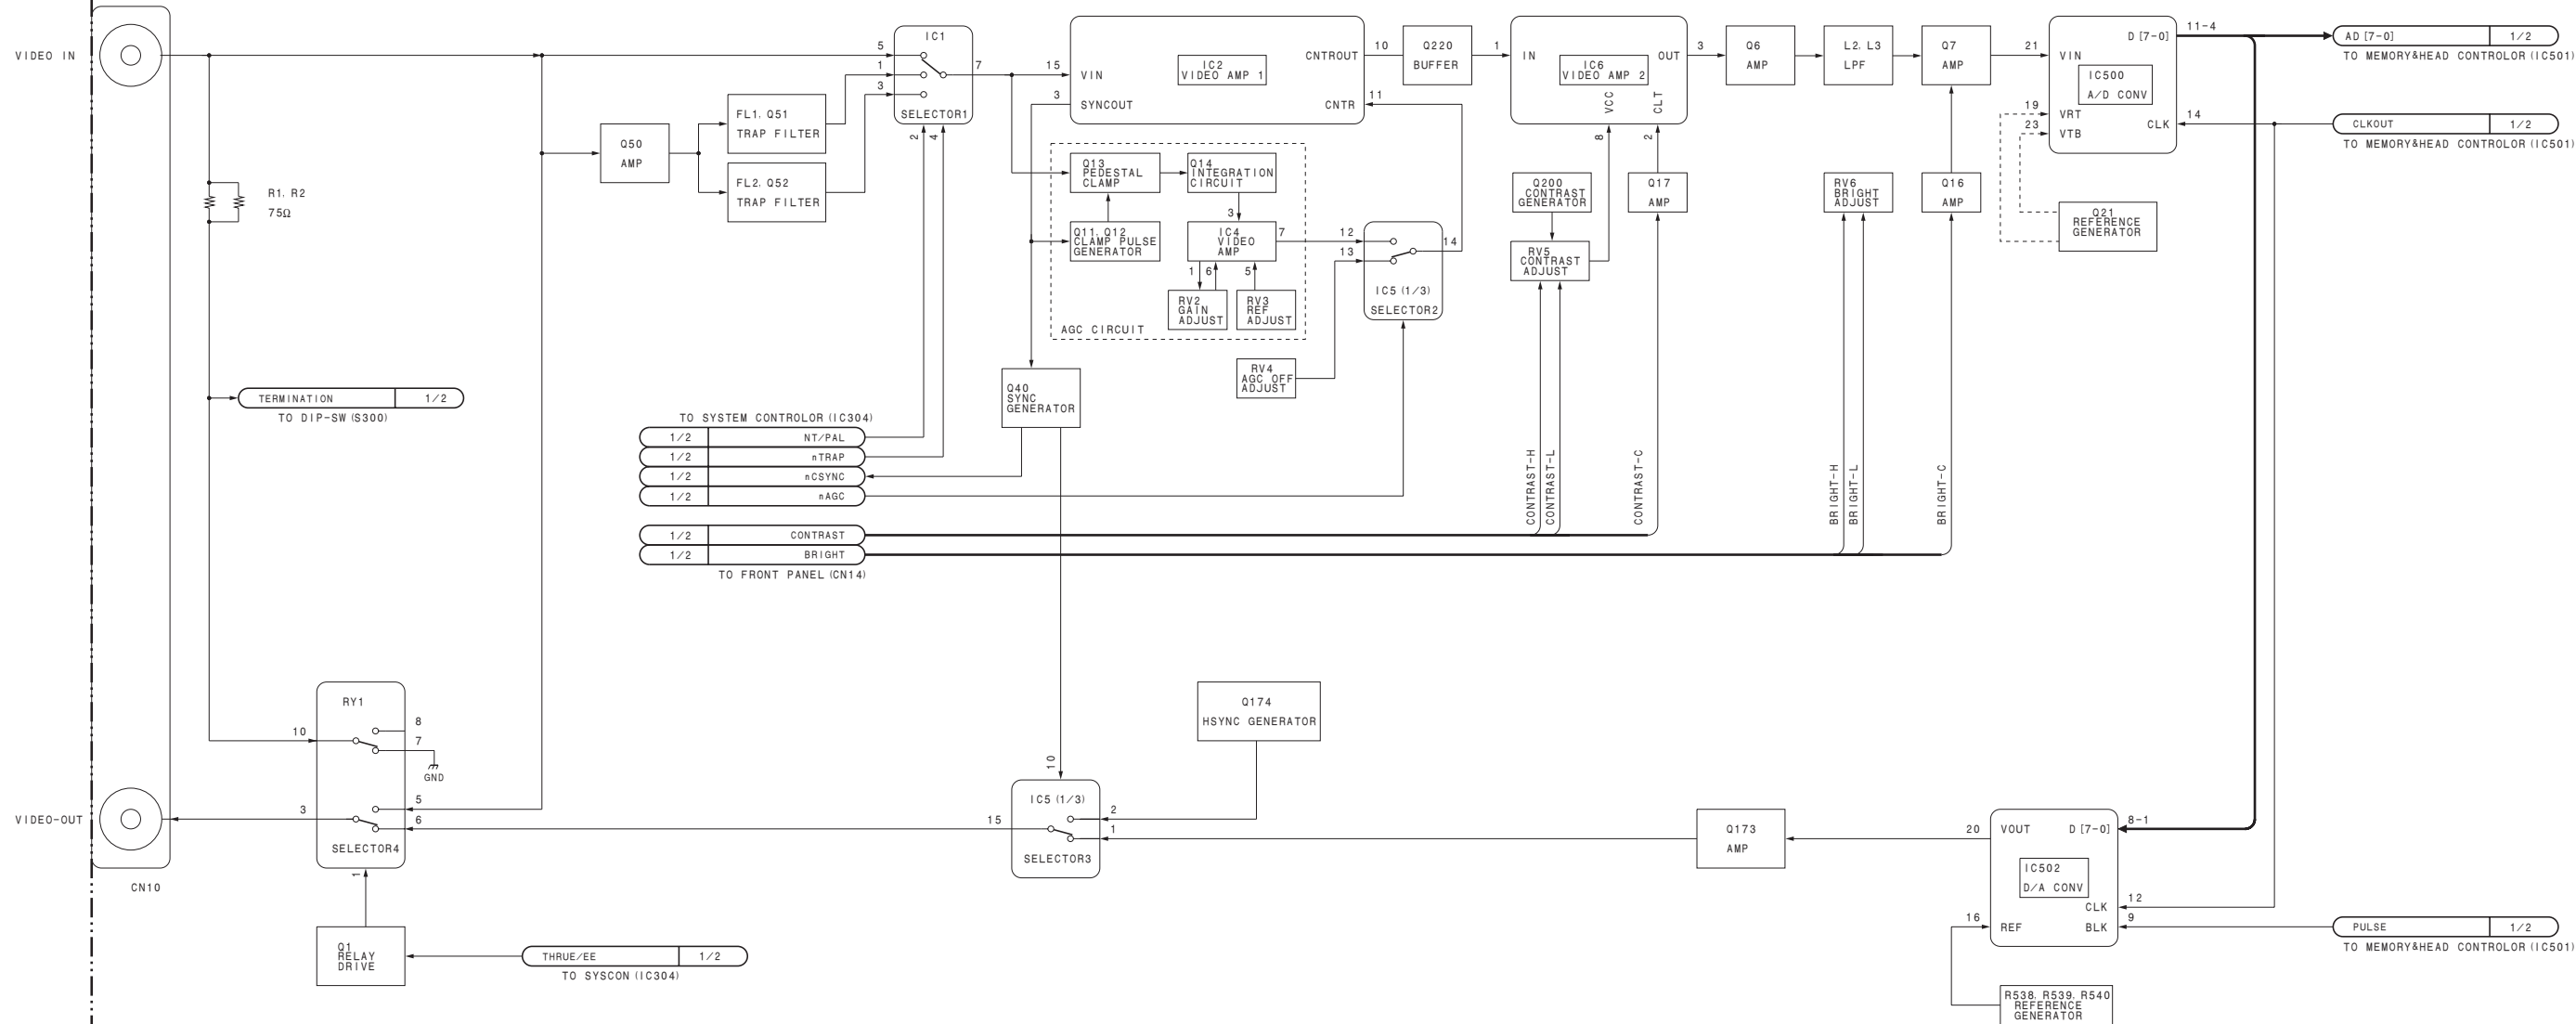 VIDEO IN
R1. R2
75Ω
TERMINATION 1/2
TO DIP-SW (S300)
Q50
AMP
FL1. Q51
TRAP FILTER
FL2. Q52
TRAP FILTER
IC1
5
1
3
7
SELECTOR1
2
4
15
VIN
3
SYNCOUT
IC2
VIDEO AMP 1
CNTROUT
10
CNTR
11
Q220
BUFFER
1
IN
IC6
VIDEO AMP 2
OUT
3
VCC
CLT
8
2
Q6
AMP
L2. L3
LPF
Q7
AMP
21
VIN
D [7-0]
11-4
IC500
A/D CONV
19
VRT
23
VTB
CLK
14
AD [7-0] 1/2
TO MEMORY&HEAD CONTROLOR (IC501)
CLKOUT 1/2
TO MEMORY&HEAD CONTROLOR (IC501)
Q13
PEDESTAL
CLAMP
Q14
INTEGRATION
CIRCUIT
Q11. Q12
CLAMP PULSE
GENERATOR
3
IC4
VIDEO
AMP
7
1
6
5
RV2
GAIN
ADJUST
RV3
REF
ADJUST
AGC CIRCUIT
12
13
14
IC5 (1/3)
SELECTOR2
RV4
AGC OFF
ADJUST
Q200
CONTRAST
GENERATOR
RV5
CONTRAST
ADJUST
Q17
AMP
RV6
BRIGHT
ADJUST
Q16
AMP
Q21
REFERENCE
GENERATOR
Q40
SYNC
GENERATOR
TO SYSTEM CONTROLOR (IC304)
1/2 NT/PAL
1/2 nTRAP
1/2 nCSYNC
1/2 nAGC
1/2 CONTRAST
1/2 BRIGHT
TO FRONT PANEL (CN14)
CONTRAST-H
CONTRAST-L
CONTRAST-C
BRIGHT-H
BRIGHT-L
BRIGHT-C
RY1
10
8
7
GND
5
3
6
SELECTOR4
1
VIDEO-OUT
CN10
Q1
RELAY
DRIVE
THRUE/EE 1/2
TO SYSCON (IC304)
Q174
HSYNC GENERATOR
10
IC5 (1/3)
15
2
1
SELECTOR3
Q173
AMP
20
VOUT
D [7-0]
8-1
IC502
D/A CONV
CLK
12
16
REF
BLK
9
PULSE 1/2
TO MEMORY&HEAD CONTROLOR (IC501)
R538. R539. R540
REFERENCE
GENERATOR